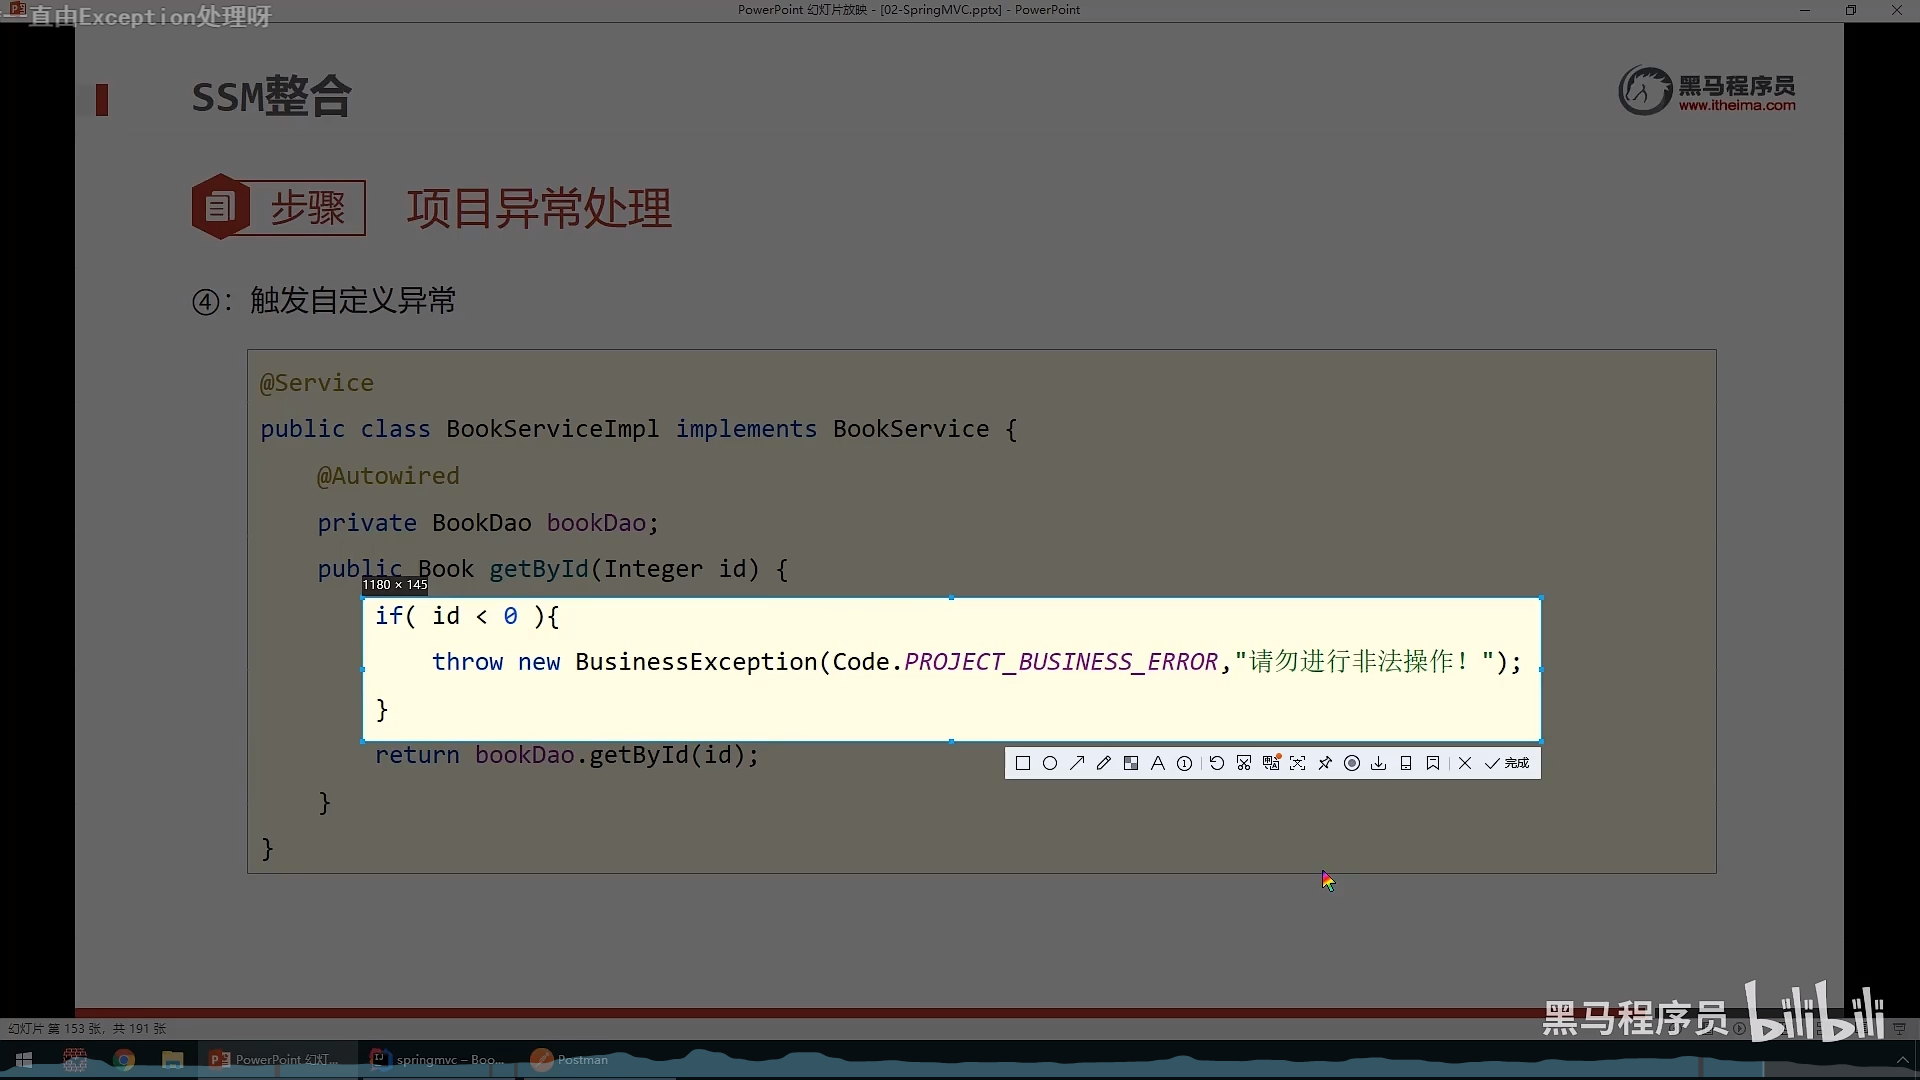 一直由Exception处理呀
PowerPoint 幻灯片放映 - [02-SpringMVC.pptx] - PowerPoint
SSM整合
黑马程序员
www.itheima.com
步骤
项目异常处理
④：触发自定义异常
@Service
public class BookServiceImpl implements BookService {
@Autowired
private BookDao bookDao;
public Book getById(Integer id) {
1180 × 145
if( id < 0 ){
throw new BusinessException(Code.PROJECT_BUSINESS_ERROR,"请勿进行非法操作！");
}
return bookDao.getById(id);
完成
}
}
黑马程序员 bilibili
幻灯片 第 153 张，共 191 张
PowerPoint 幻灯...
springmvc – Boo...
Postman